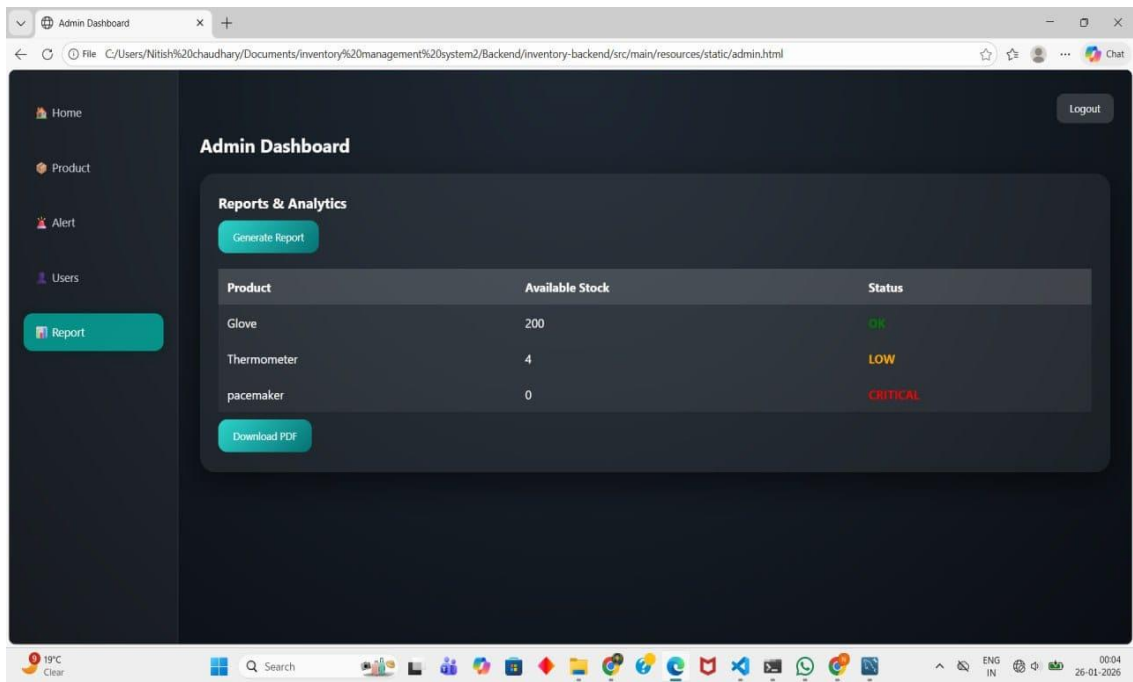 Admin Dashboard
File C:/Users/Nitish%20chaudhary/Documents/inventory%20management%20system2/Backend/inventory-backend/src/main/resources/static/admin.html
Chat
Home
Logout
Admin Dashboard
Product
Reports & Analytics
Alert
Generate Report
Users
Product Available Stock Status
Glove 200 OK
Report
Thermometer 4 LOW
pacemaker 0 CRITICAL
Download PDF
9
19°C
Clear
Search
ENG
IN
00:04
26-01-2026